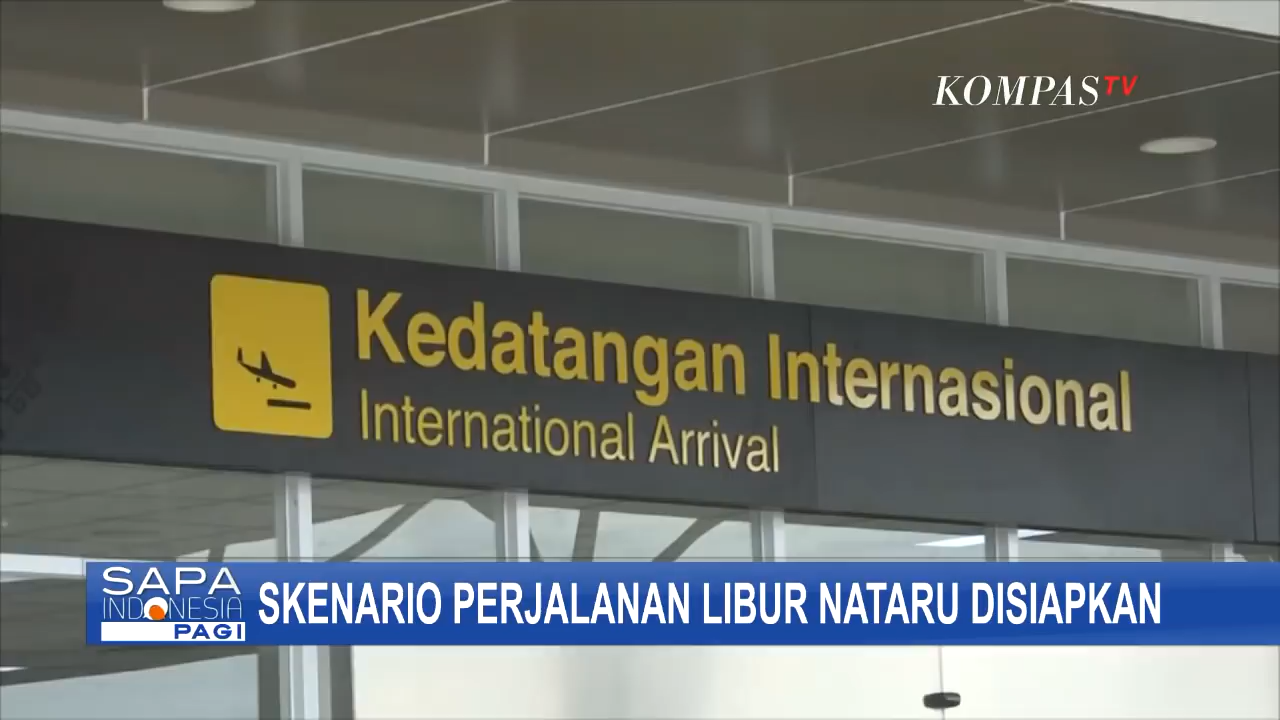 KOMPASTV
Kedatangan Internasional
International Arrival
SAPA
INDONESIA
PAGI
SKENARIO PERJALANAN LIBUR NATARU DISIAPKAN